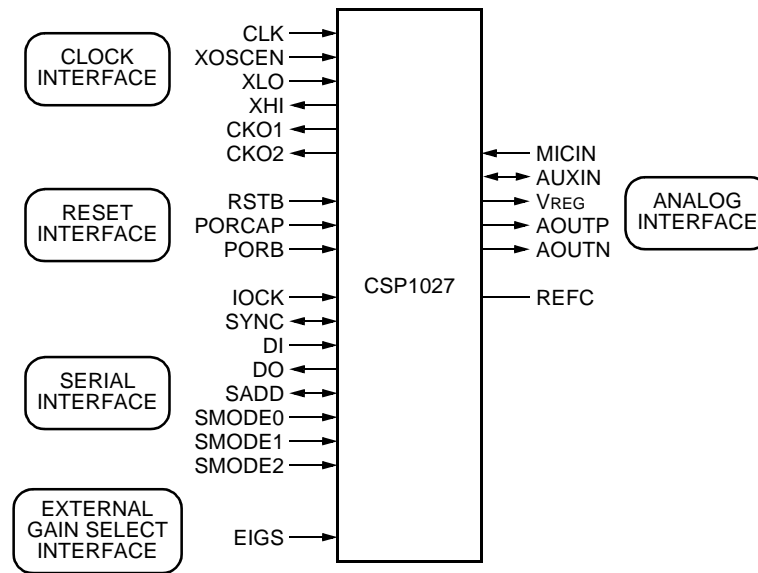 CLOCK
INTERFACE
CLK
XOSCEN
XLO
XHI
CKO1
CKO2
RESET
INTERFACE
RSTB
PORCAP
PORB
SERIAL
INTERFACE
IOCK
SYNC
DI
DO
SADD
SMODE0
SMODE1
SMODE2
EXTERNAL
GAIN SELECT
INTERFACE
EIGS
CSP1027
MICIN
AUXIN
VREG
AOUTP
AOUTN
REFC
ANALOG
INTERFACE